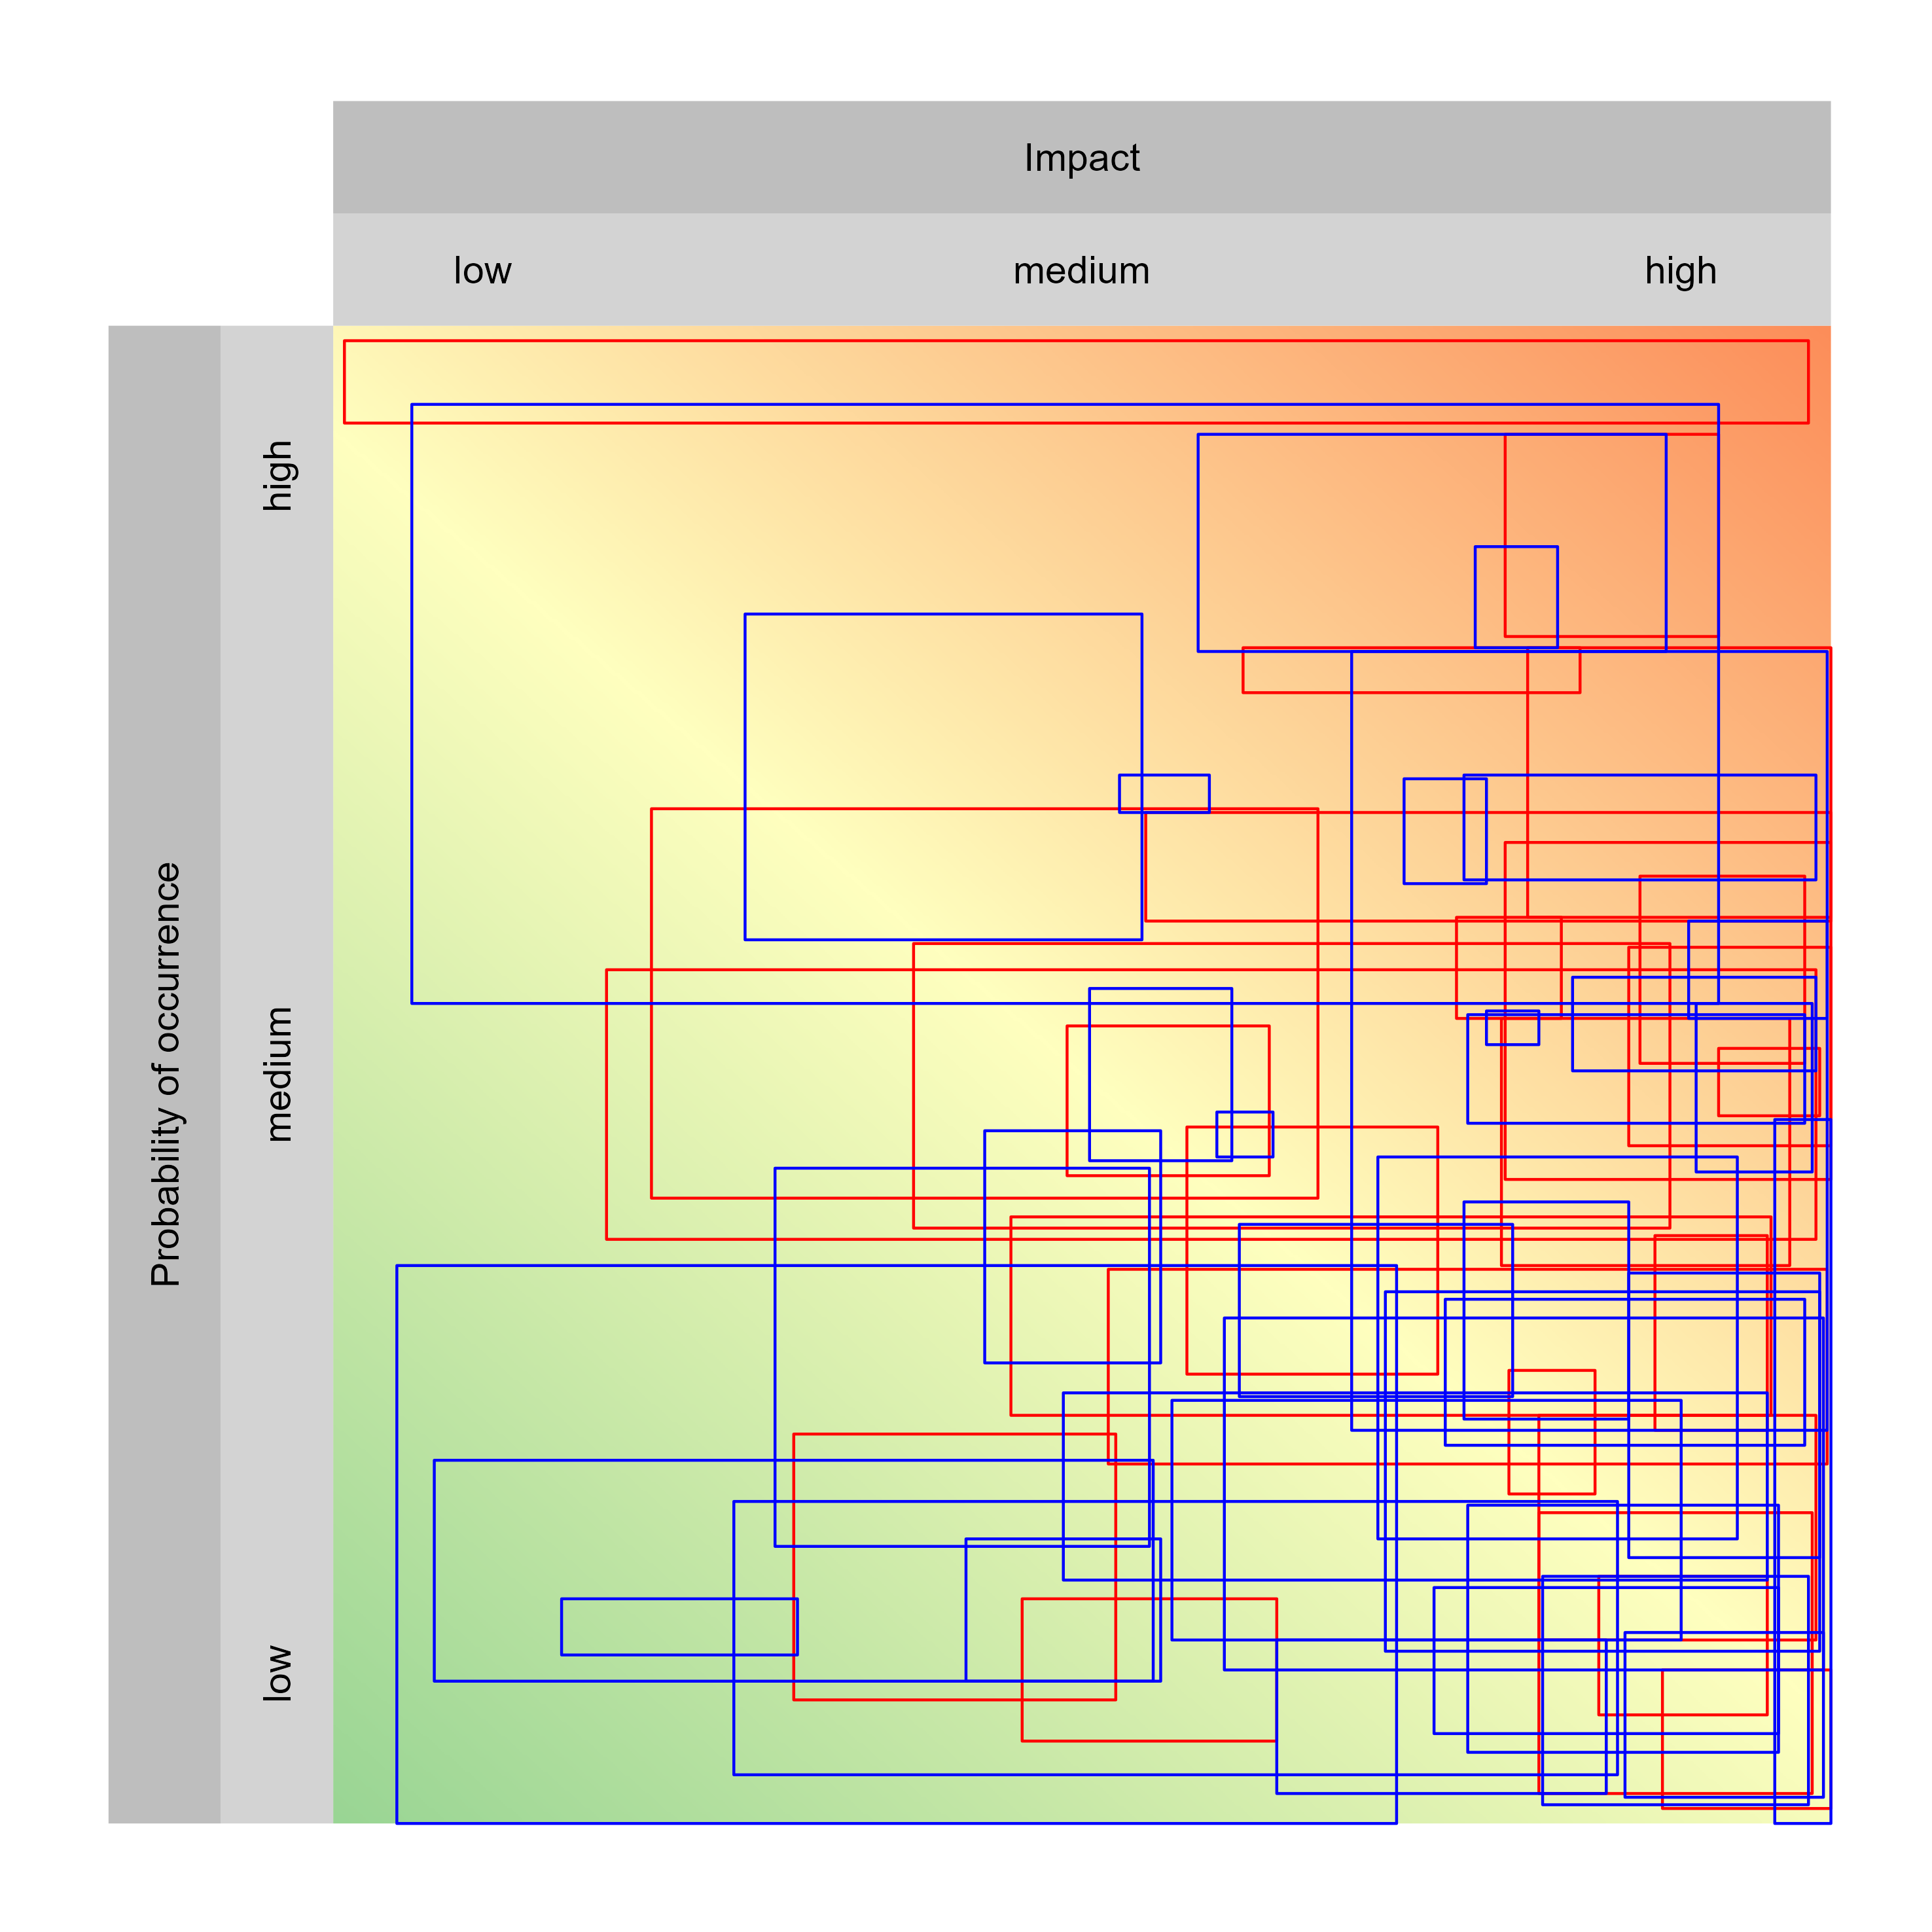 Impact
low medium high
Probability of occurrence
high
medium
low